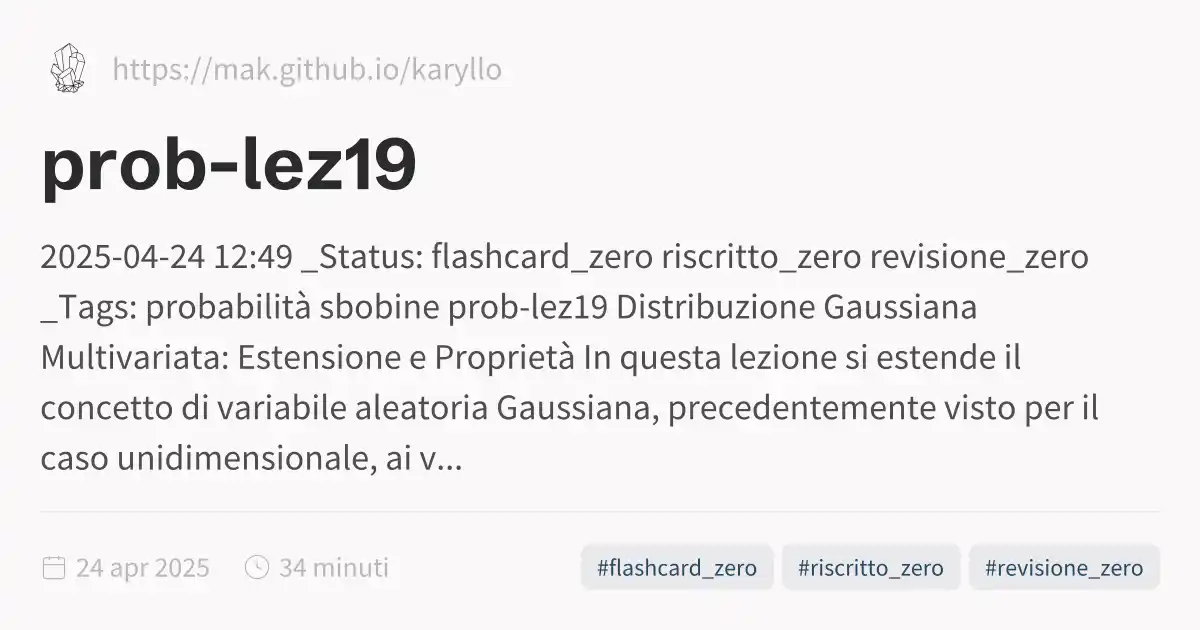 https://mak.github.io/karyllo
prob-lez19
2025-04-24 12:49 _Status: flashcard_zero riscritto_zero revisione_zero
_Tags: probabilità sbobine prob-lez19 Distribuzione Gaussiana
Multivariata: Estensione e Proprietà In questa lezione si estende il
concetto di variabile aleatoria Gaussiana, precedentemente visto per il
caso unidimensionale, ai v...
24 apr 2025 34 minuti #flashcard_zero #riscritto_zero #revisione_zero